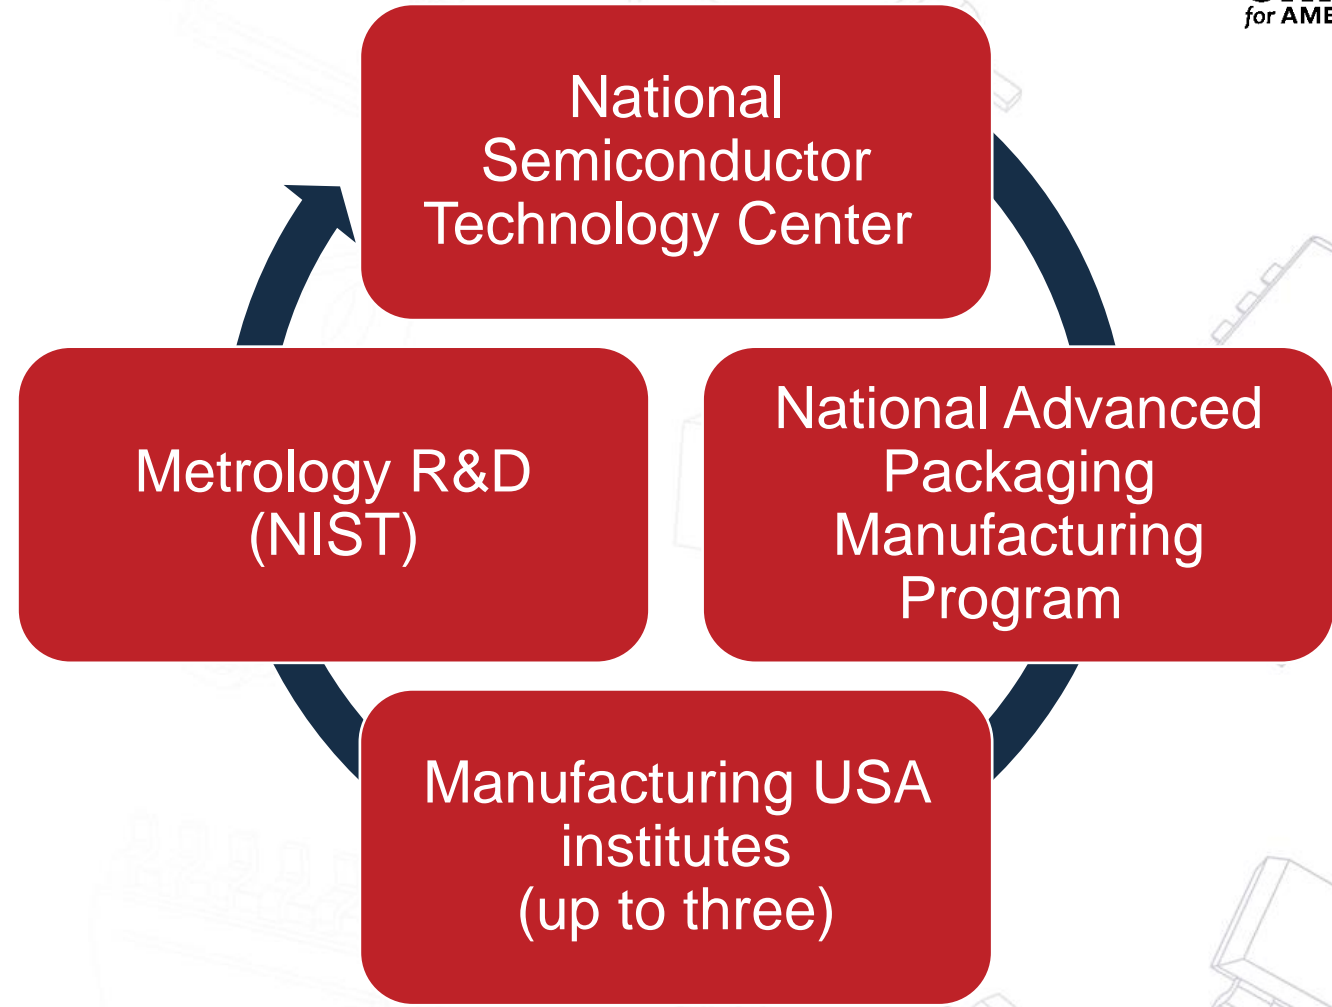 for AME
National
Semiconductor
Technology Center
National Advanced
Packaging
Manufacturing
Program
Metrology R&D
(NIST)
Manufacturing USA
institutes
(up to three)